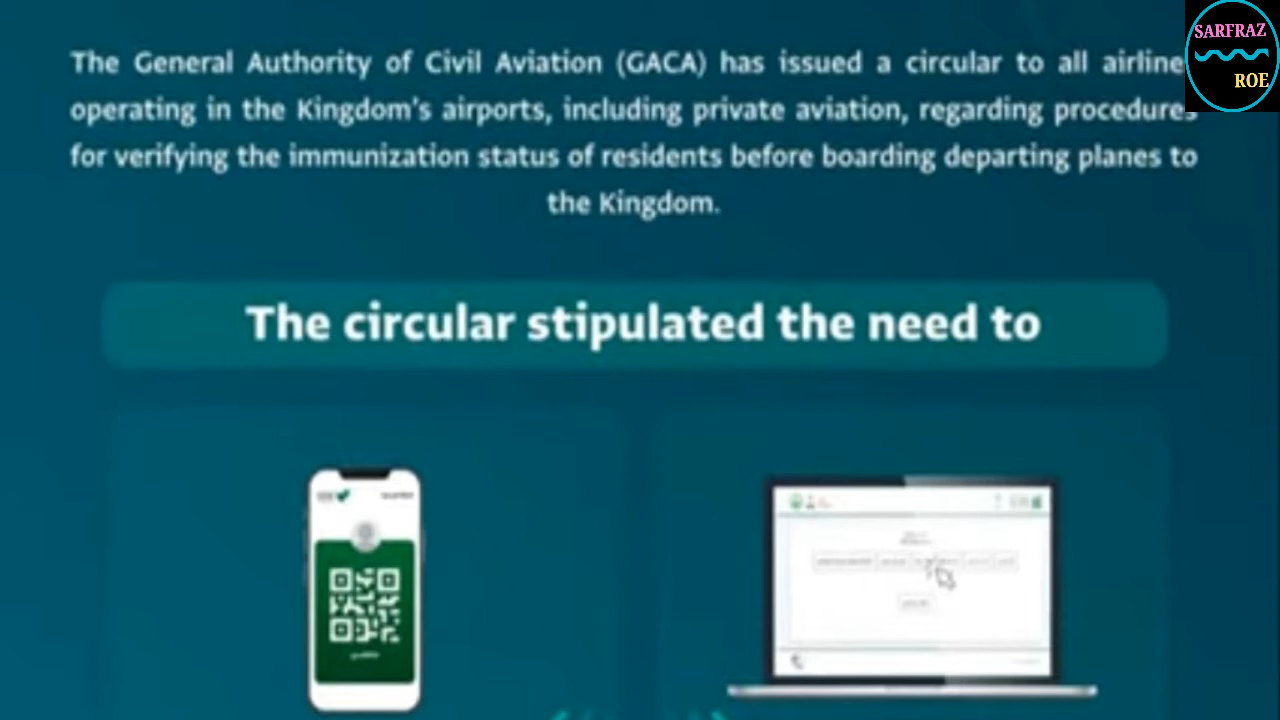 The General Authority of Civil Aviation (GACA) has issued a circular to all airline
operating in the Kingdom's airports, including private aviation, regarding procedures
for verifying the immunization status of residents before boarding departing planes to
the Kingdom.
The circular stipulated the need to
SARFRAZ
ROE